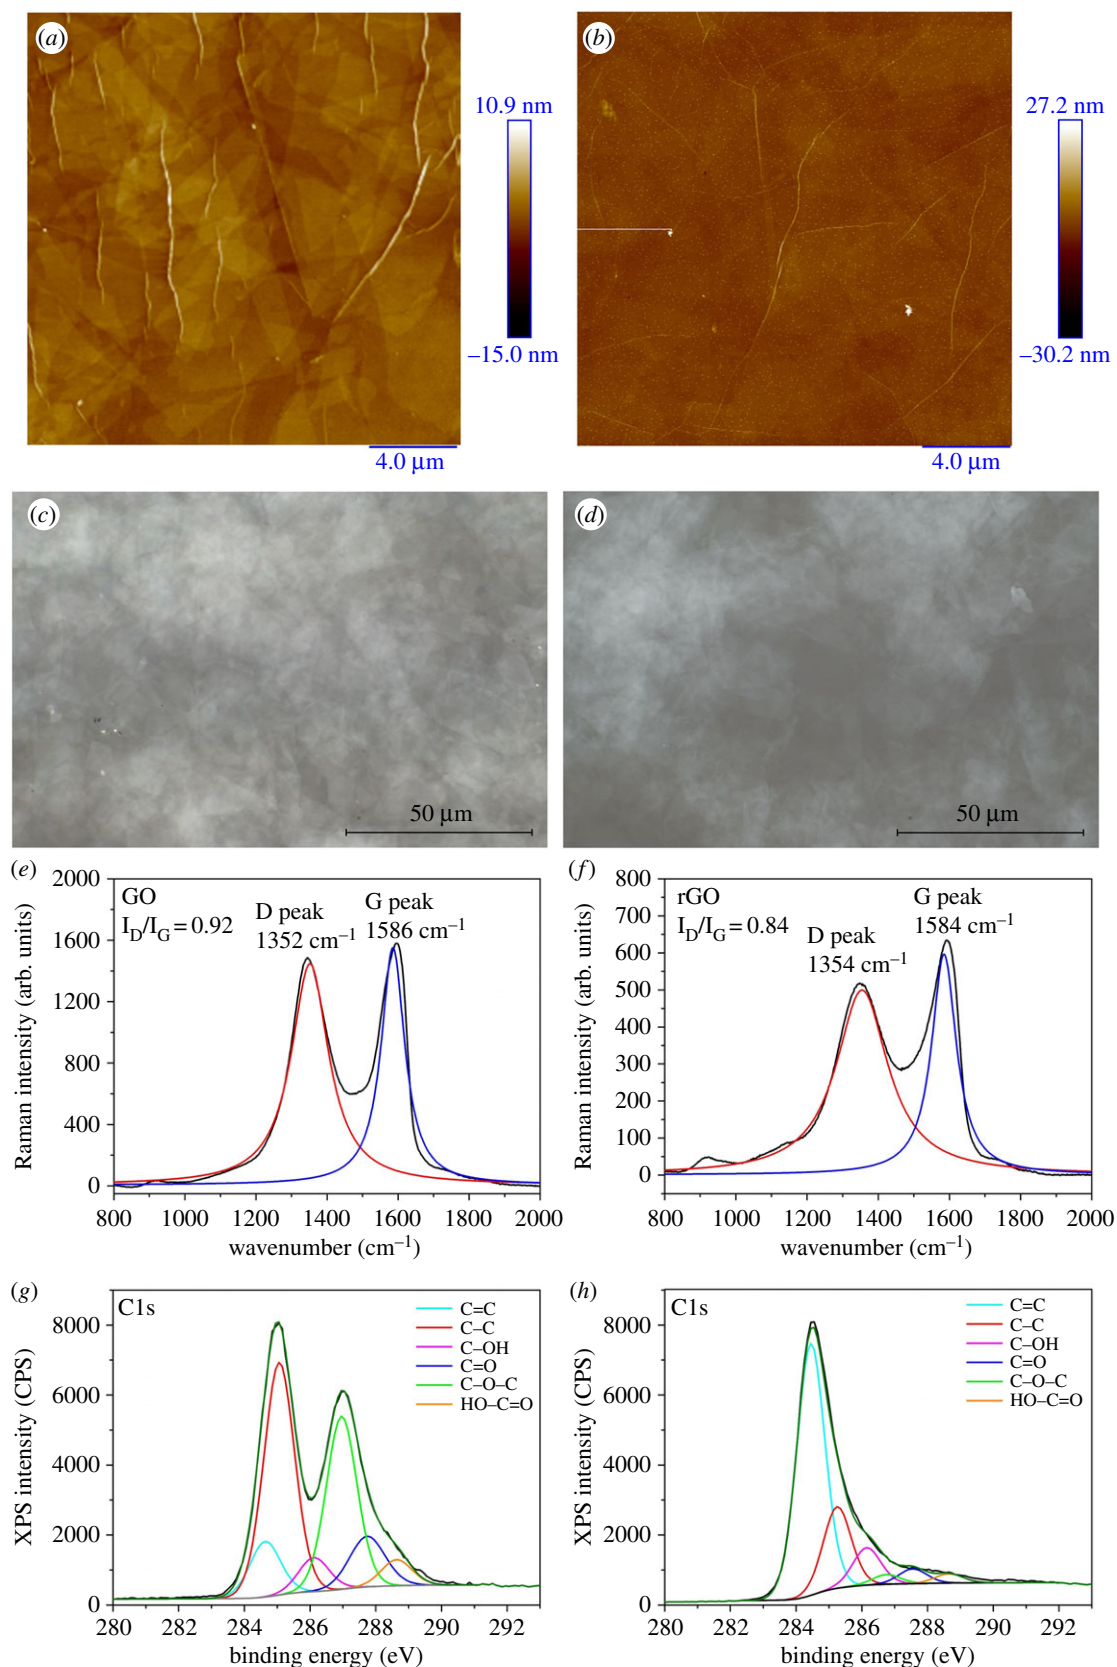 (a)
10.9 nm
–15.0 nm
4.0 µm
(b)
27.2 nm
–30.2 nm
4.0 µm
(c)
50 µm
(d)
50 µm
(e)
GO
I_D/I_G = 0.92
D peak
1352 cm⁻¹
G peak
1586 cm⁻¹
Raman intensity (arb. units)
2000
1600
1200
800
400
0
800 1000 1200 1400 1600 1800 2000
wavenumber (cm⁻¹)
(f)
rGO
I_D/I_G = 0.84
D peak
1354 cm⁻¹
G peak
1584 cm⁻¹
Raman intensity (arb. units)
800
700
600
500
400
300
200
100
0
800 1000 1200 1400 1600 1800 2000
wavenumber (cm⁻¹)
(g)
C1s
C=C
C–C
C–OH
C=O
C–O–C
HO–C=O
XPS intensity (CPS)
8000
6000
4000
2000
0
280 282 284 286 288 290 292
binding energy (eV)
(h)
C1s
C=C
C–C
C–OH
C=O
C–O–C
HO–C=O
XPS intensity (CPS)
8000
6000
4000
2000
0
280 282 284 286 288 290 292
binding energy (eV)